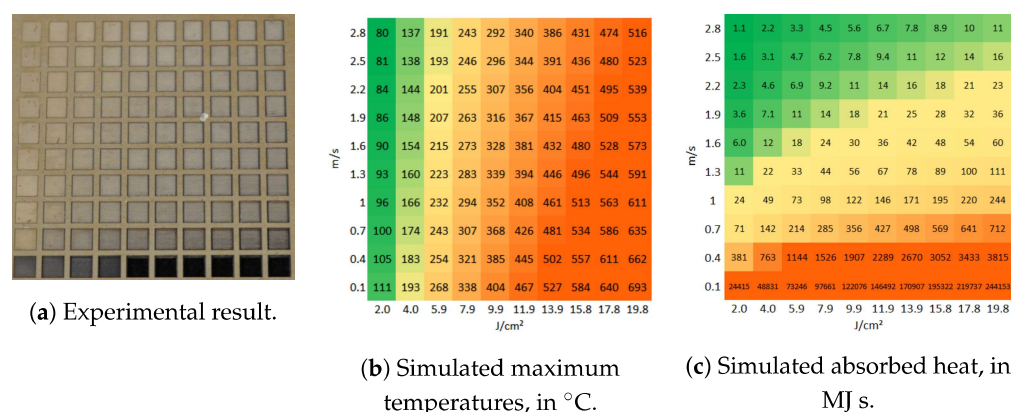 2.8 80 137 191 243 292 340 386 431 474 516
2.5 81 138 193 246 296 344 391 436 480 523
2.2 84 144 201 255 307 356 404 451 495 539
1.9 86 148 207 263 316 367 415 463 509 553
1.6 90 154 215 273 328 381 432 480 528 573
1.3 93 160 223 283 339 394 446 496 544 591
1 96 166 232 294 352 408 461 513 563 611
0.7 100 174 243 307 368 426 481 534 586 635
0.4 105 183 254 321 385 445 502 557 611 662
0.1 111 193 268 338 404 467 527 584 640 693
m/s
2.0 4.0 5.9 7.9 9.9 11.9 13.9 15.8 17.8 19.8
J/cm²
2.8 1.1 2.2 3.3 4.5 5.6 6.7 7.8 8.9 10 11
2.5 1.6 3.1 4.7 6.2 7.8 9.4 11 12 14 16
2.2 2.3 4.6 6.9 9.2 11 14 16 18 21 23
1.9 3.6 7.1 11 14 18 21 25 28 32 36
1.6 6.0 12 18 24 30 36 42 48 54 60
1.3 11 22 33 44 56 67 78 89 100 111
1 24 49 73 98 122 146 171 195 220 244
0.7 71 142 214 285 356 427 498 569 641 712
0.4 381 763 1144 1526 1907 2289 2670 3052 3433 3815
0.1 24415 48831 73246 97661 122076 146492 170907 195322 219737 244153
m/s
2.0 4.0 5.9 7.9 9.9 11.9 13.9 15.8 17.8 19.8
J/cm²
(a) Experimental result.
(b) Simulated maximum
temperatures, in °C.
(c) Simulated absorbed heat, in
MJ s.